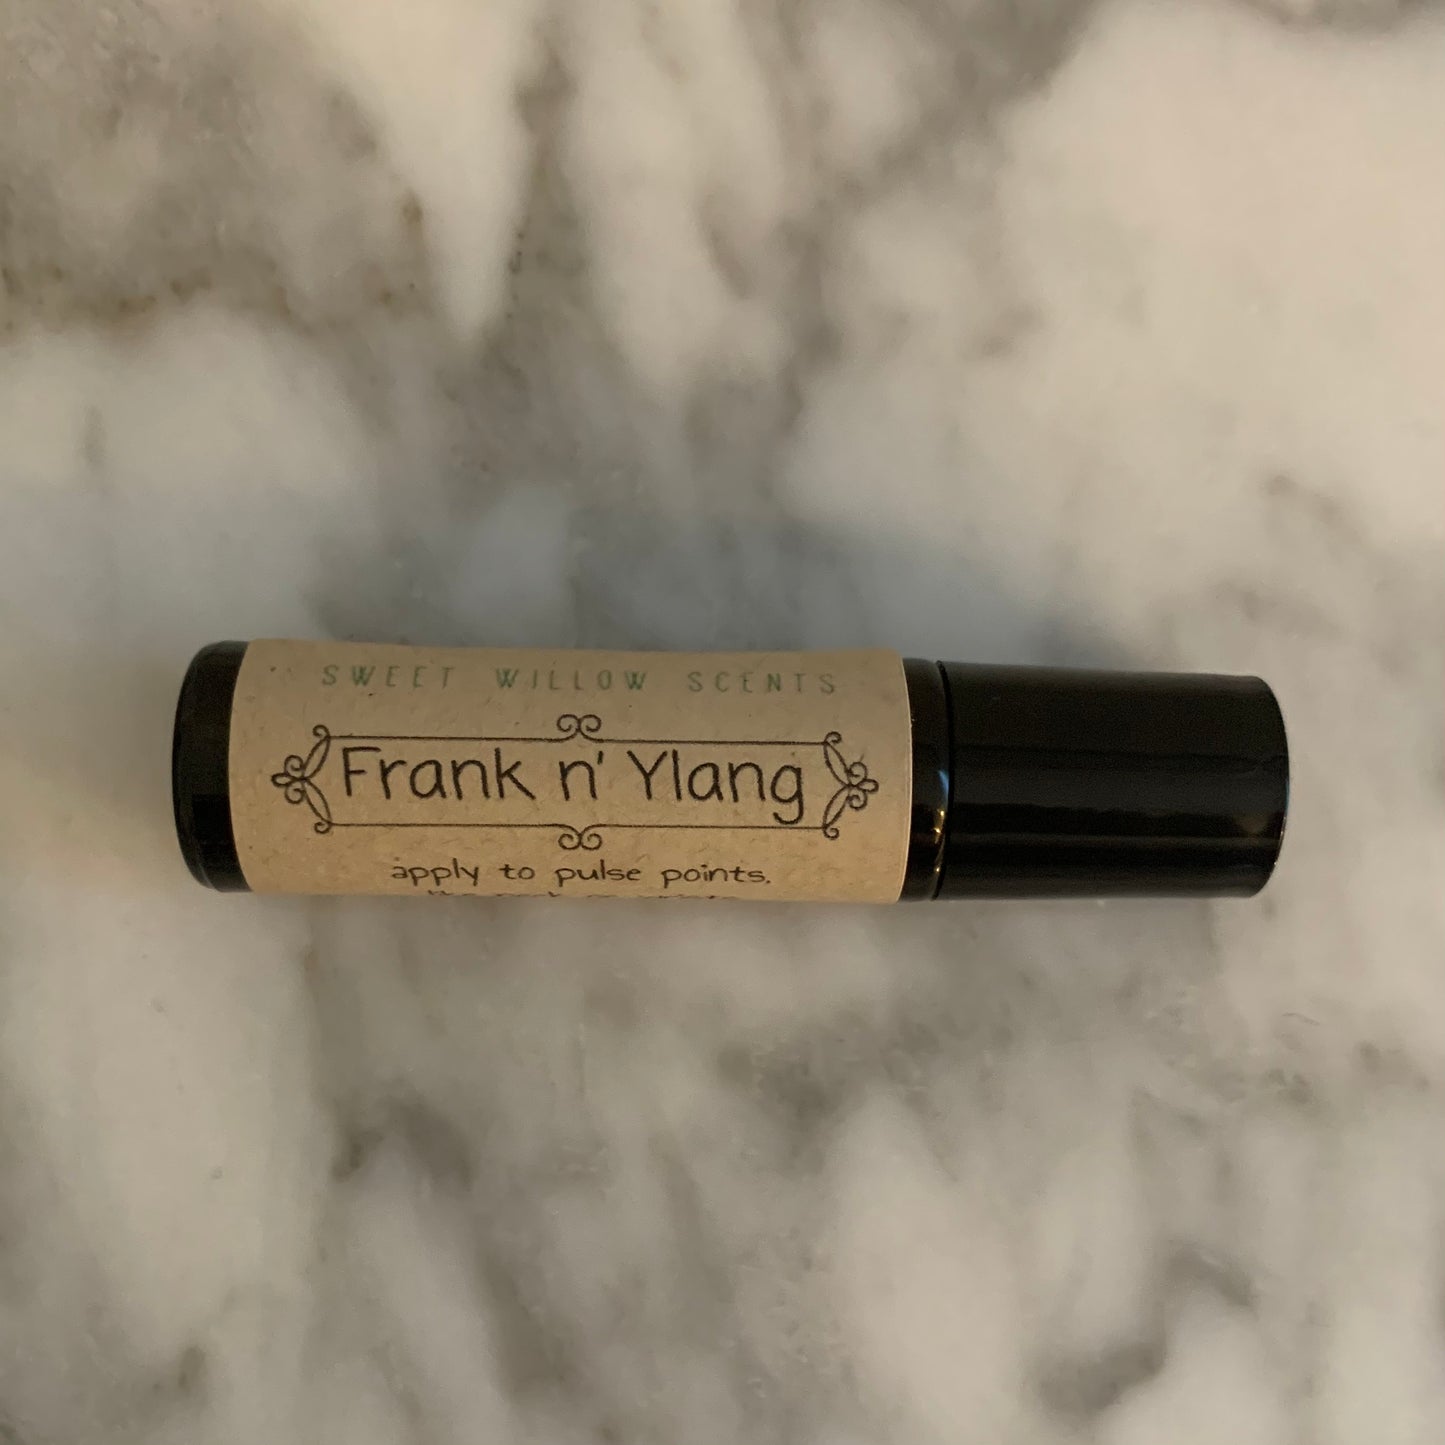 SWEET WILLOW SCENTS
Frank n' Ylang
apply to pulse points.